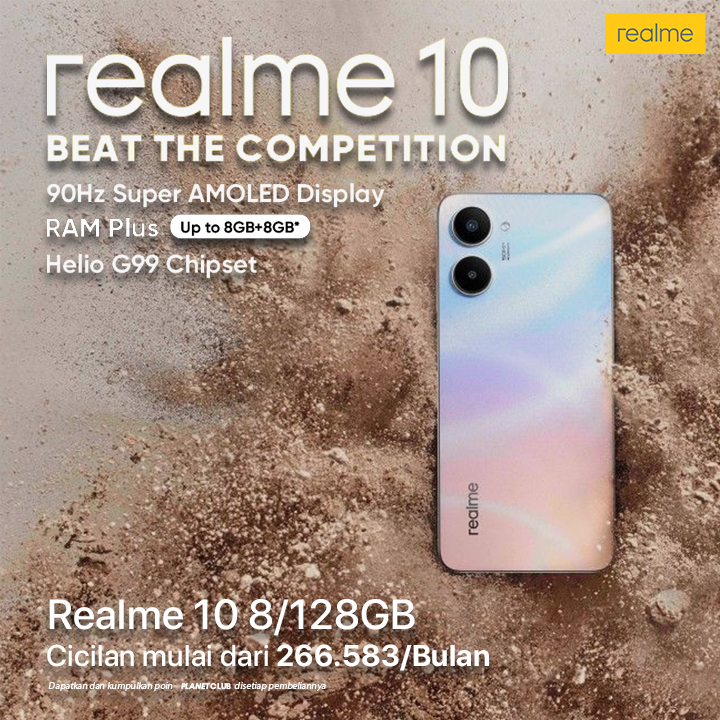 realme
realme 10
BEAT THE COMPETITION
90Hz Super AMOLED Display
RAM Plus Up to 8GB+8GB*
Helio G99 Chipset
realme
Realme 10 8/128GB
Cicilan mulai dari 266.583/Bulan
Dapatkan dan kumpulkan poin PLANETCLUB disetiap pembeliannya